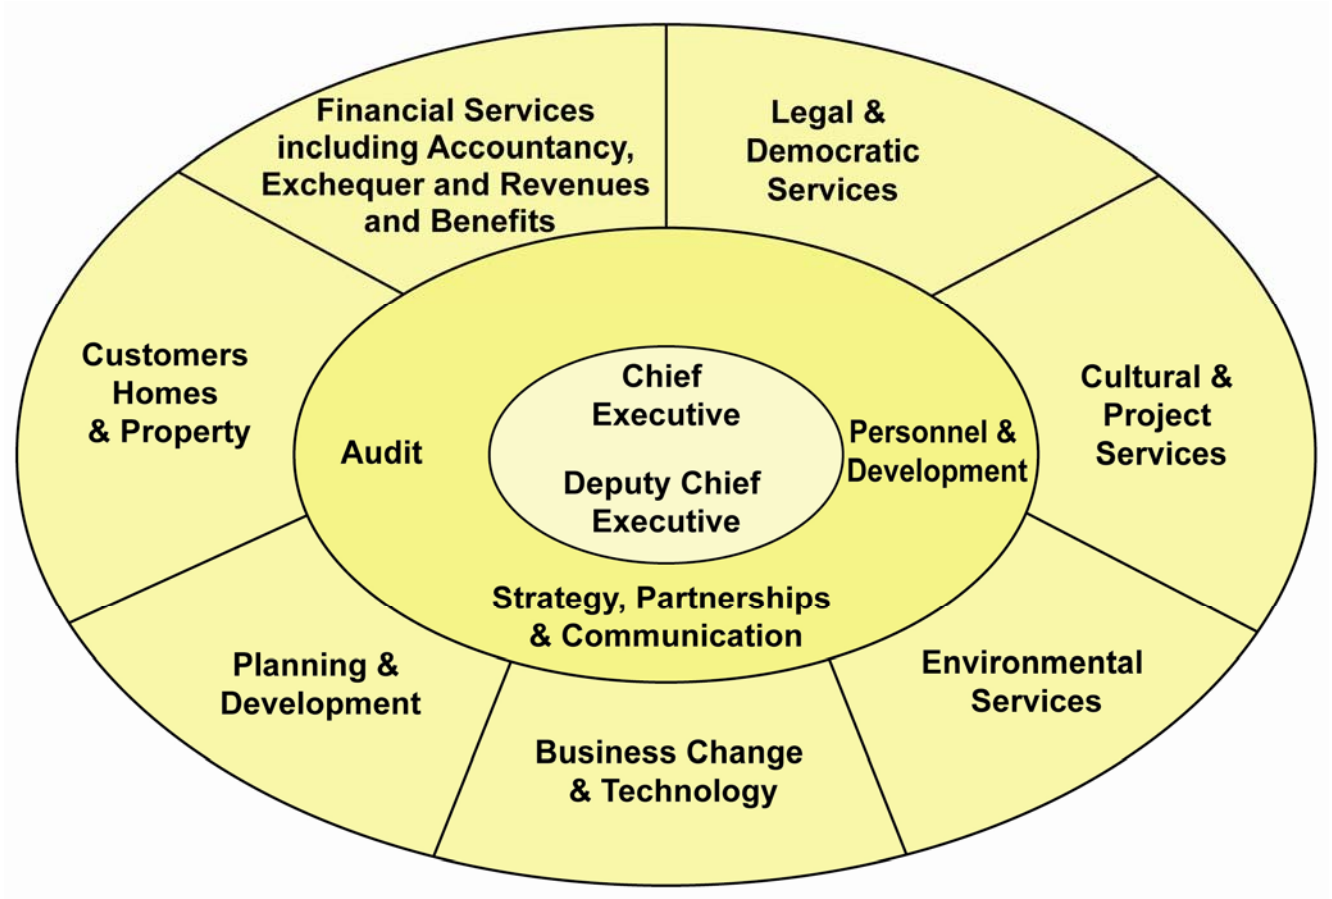 Financial Services
including Accountancy,
Exchequer and Revenues
and Benefits
Legal &
Democratic
Services
Customers
Homes
& Property
Audit
Chief
Executive
Deputy Chief
Executive
Personnel &
Development
Cultural &
Project
Services
Strategy, Partnerships
& Communication
Planning &
Development
Business Change
& Technology
Environmental
Services